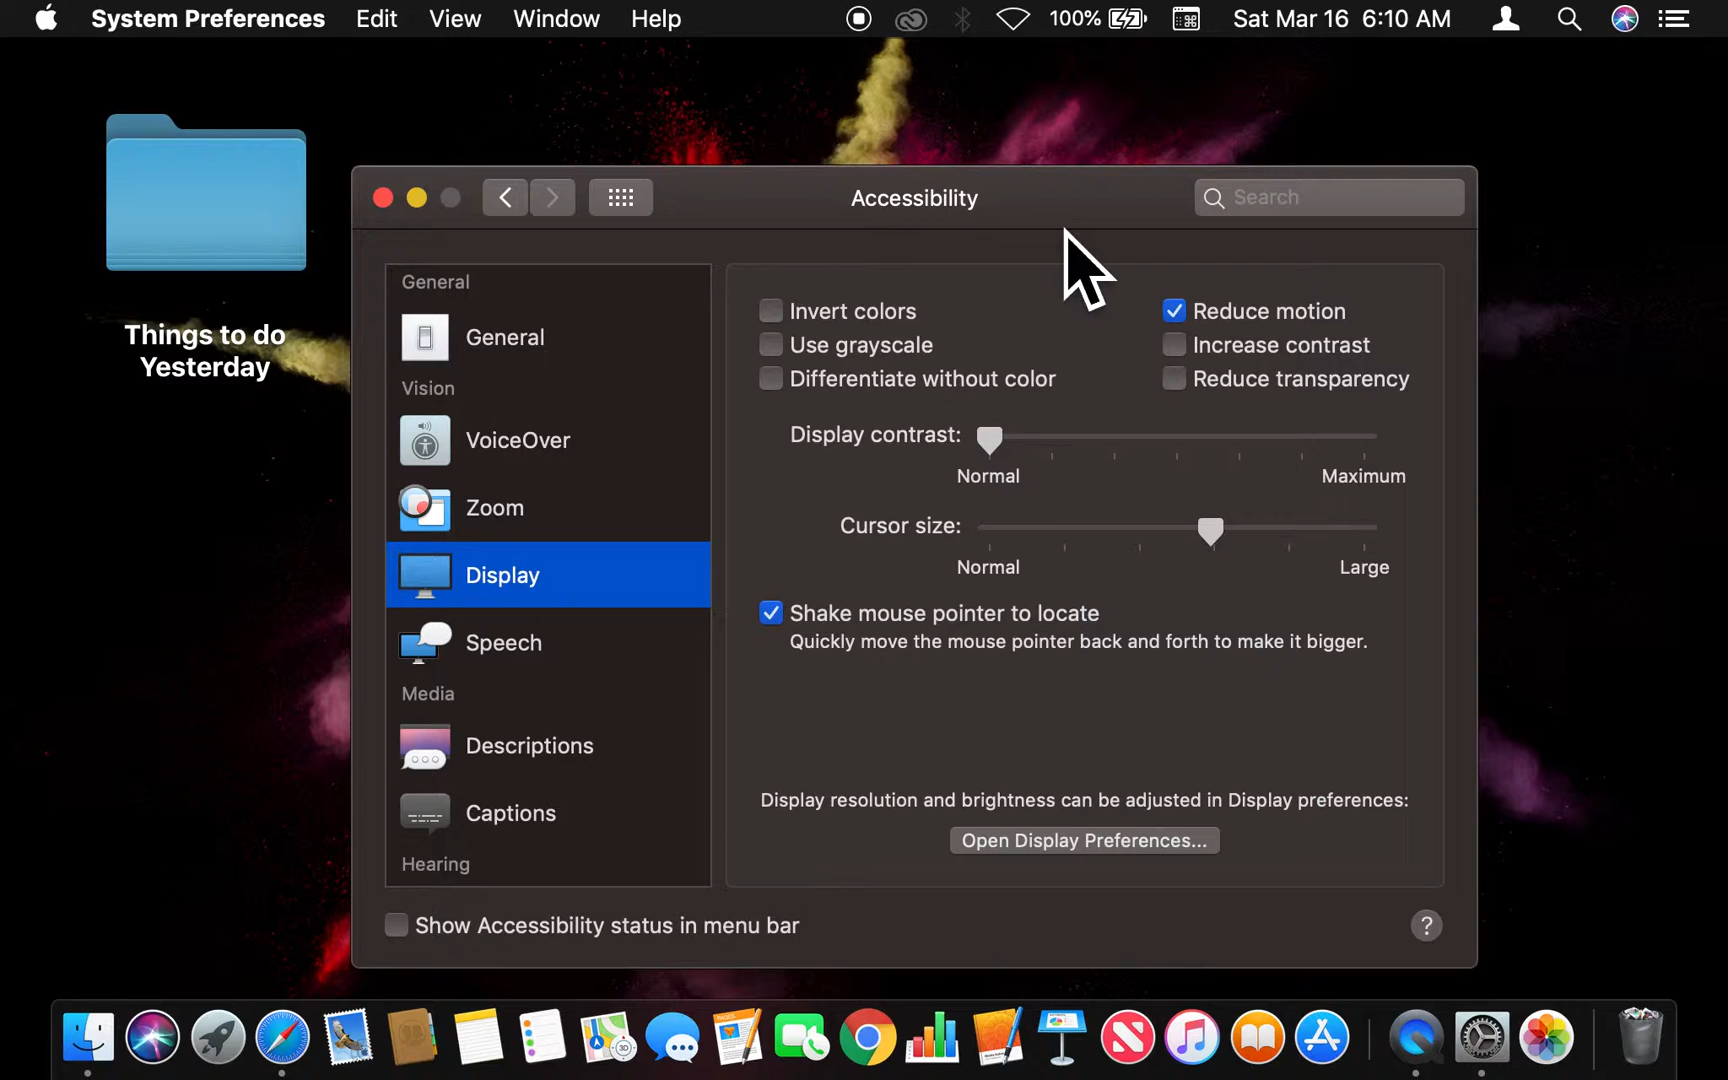 System Preferences Edit View Window Help 100% Sat Mar 16 6:10 AM
Things to do
Yesterday
Accessibility
Search
General
General
Vision
VoiceOver
Zoom
Display
Speech
Media
Descriptions
Captions
Hearing
Invert colors
Use grayscale
Differentiate without color
Reduce motion
Increase contrast
Reduce transparency
Display contrast:
Normal Maximum
Cursor size:
Normal Large
Shake mouse pointer to locate
Quickly move the mouse pointer back and forth to make it bigger.
Display resolution and brightness can be adjusted in Display preferences:
Open Display Preferences...
Show Accessibility status in menu bar
?